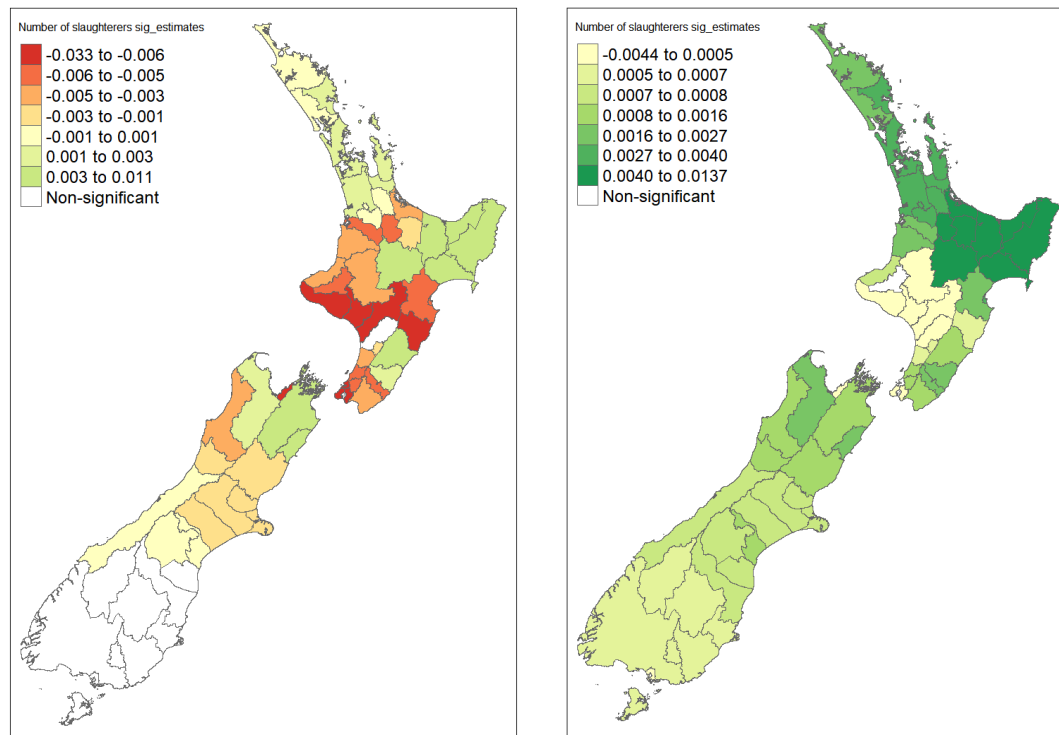 Number of slaughterers sig_estimates
-0.033 to -0.006
-0.006 to -0.005
-0.005 to -0.003
-0.003 to -0.001
-0.001 to 0.001
0.001 to 0.003
0.003 to 0.011
Non-significant
Number of slaughterers sig_estimates
-0.0044 to 0.0005
0.0005 to 0.0007
0.0007 to 0.0008
0.0008 to 0.0016
0.0016 to 0.0027
0.0027 to 0.0040
0.0040 to 0.0137
Non-significant